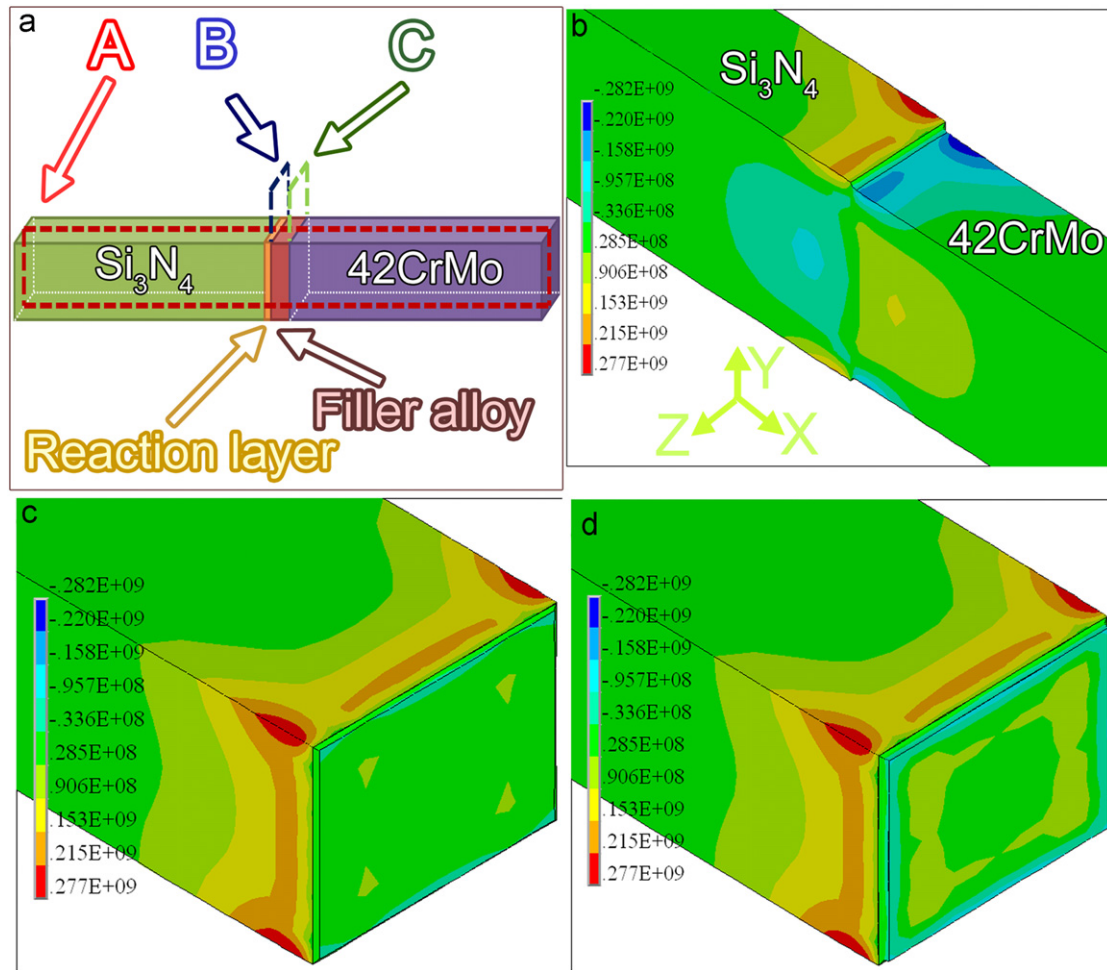 a
A
B
C
Si3N4
42CrMo
Filler alloy
Reaction layer
b
Si3N4
-.282E+09
-.220E+09
-.158E+09
-.957E+08
-.336E+08
.285E+08
.906E+08
.153E+09
.215E+09
.277E+09
42CrMo
Y
Z
X
c
-.282E+09
-.220E+09
-.158E+09
-.957E+08
-.336E+08
.285E+08
.906E+08
.153E+09
.215E+09
.277E+09
d
-.282E+09
-.220E+09
-.158E+09
-.957E+08
-.336E+08
.285E+08
.906E+08
.153E+09
.215E+09
.277E+09